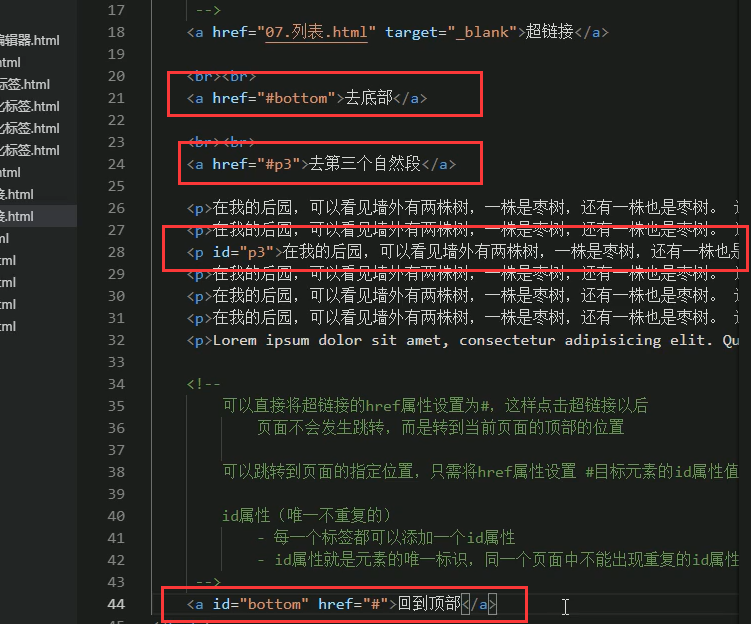 编辑器.html
tml
标签.html
化标签.html
化标签.html
化标签.html
tml
接.html
接.html
ml
tml
tml
tml
tml
17 -->
18 <a href="07.列表.html" target="_blank">超链接</a>
19
20 <br><br>
21 <a href="#bottom">去底部</a>
22
23 <br><br>
24 <a href="#p3">去第三个自然段</a>
25
26 <p>在我的后园，可以看见墙外有两株树，一株是枣树，还有一株也是枣树。
27 <p>在我的后园，可以看见墙外有两株树，一株是枣树，还有一株也是枣树。
28 <p id="p3">在我的后园，可以看见墙外有两株树，一株是枣树，还有一株也是
29 <p>在我的后园，可以看见墙外有两株树，一株是枣树，还有一株也是枣树。
30 <p>在我的后园，可以看见墙外有两株树，一株是枣树，还有一株也是枣树。
31 <p>在我的后园，可以看见墙外有两株树，一株是枣树，还有一株也是枣树。
32 <p>Lorem ipsum dolor sit amet, consectetur adipisicing elit. Qu
33
34 <!--
35 可以直接将超链接的href属性设置为#，这样点击超链接以后
36 页面不会发生跳转，而是转到当前页面的顶部的位置
37
38 可以跳转到页面的指定位置，只需将href属性设置 #目标元素的id属性值
39
40 id属性（唯一不重复的）
41 - 每一个标签都可以添加一个id属性
42 - id属性就是元素的唯一标识，同一个页面中不能出现重复的id属性
43 -->
44 <a id="bottom" href="#">回到顶部</a>